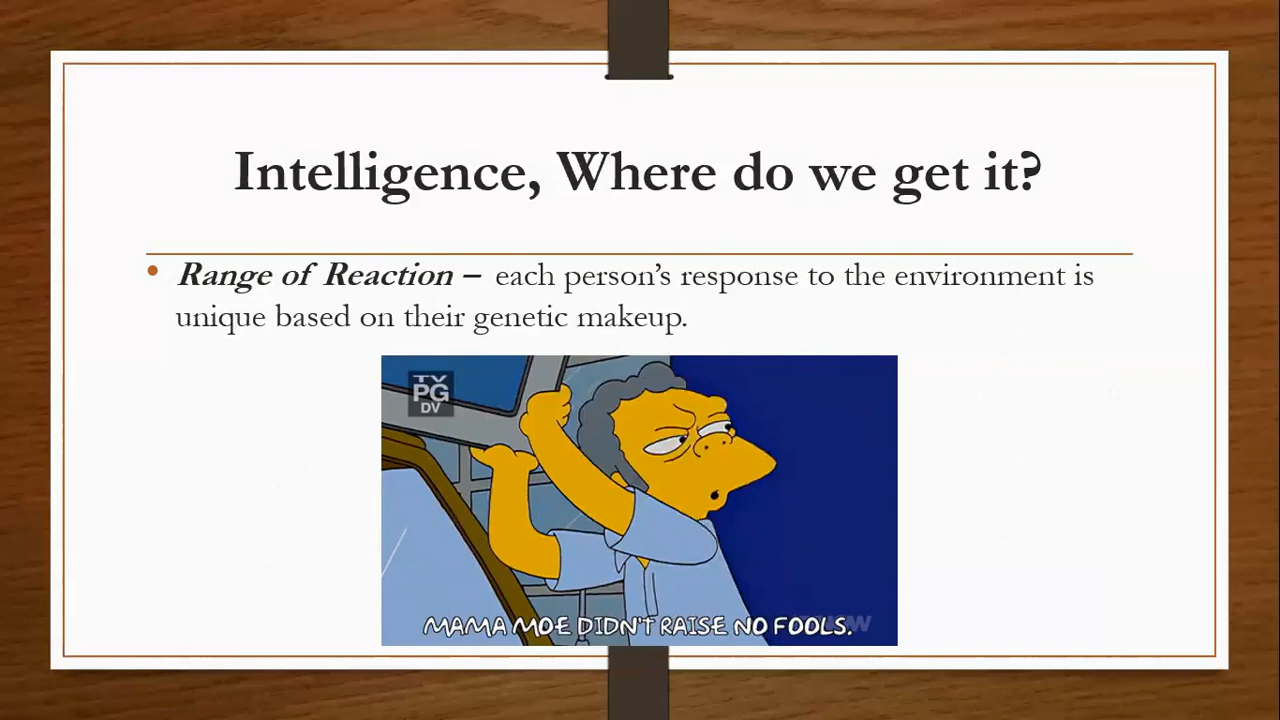 Intelligence, Where do we get it?
• Range of Reaction – each person's response to the environment is
unique based on their genetic makeup.
TV
PG
DV
MAMA MOE DIDN'T RAISE NO FOOLS.